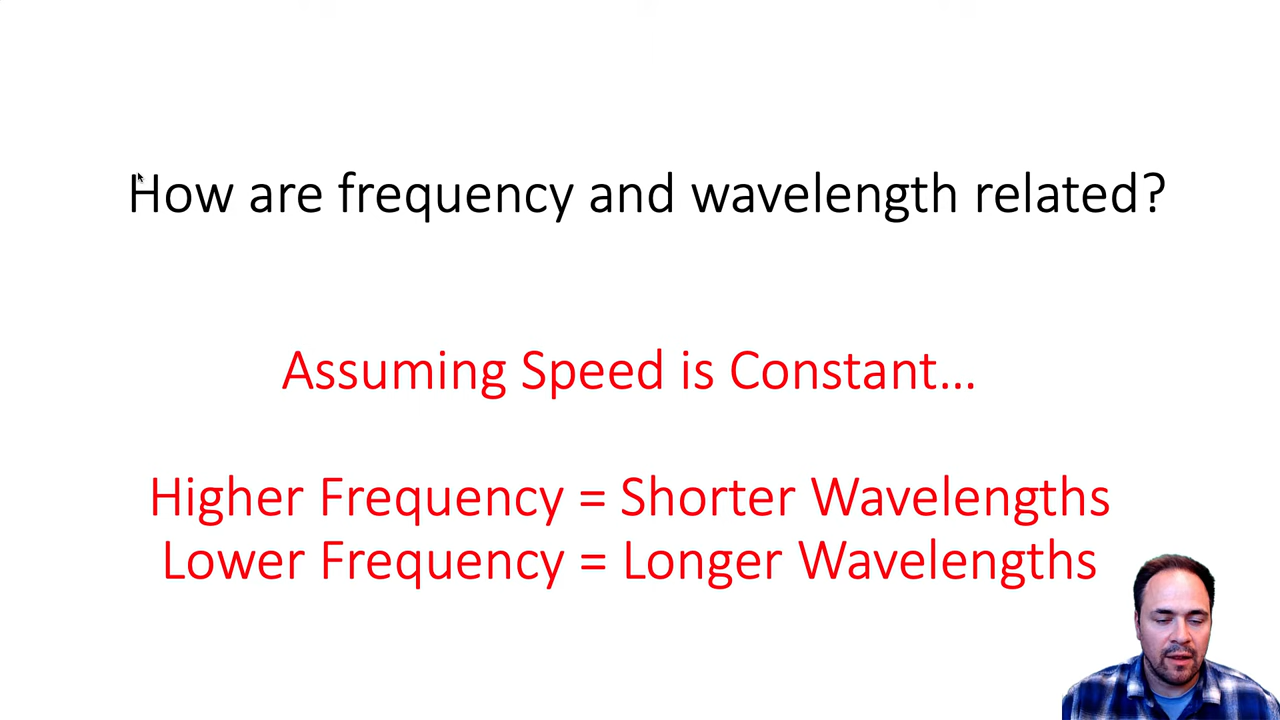 How are frequency and wavelength related?
Assuming Speed is Constant...
Higher Frequency = Shorter Wavelengths
Lower Frequency = Longer Wavelengths